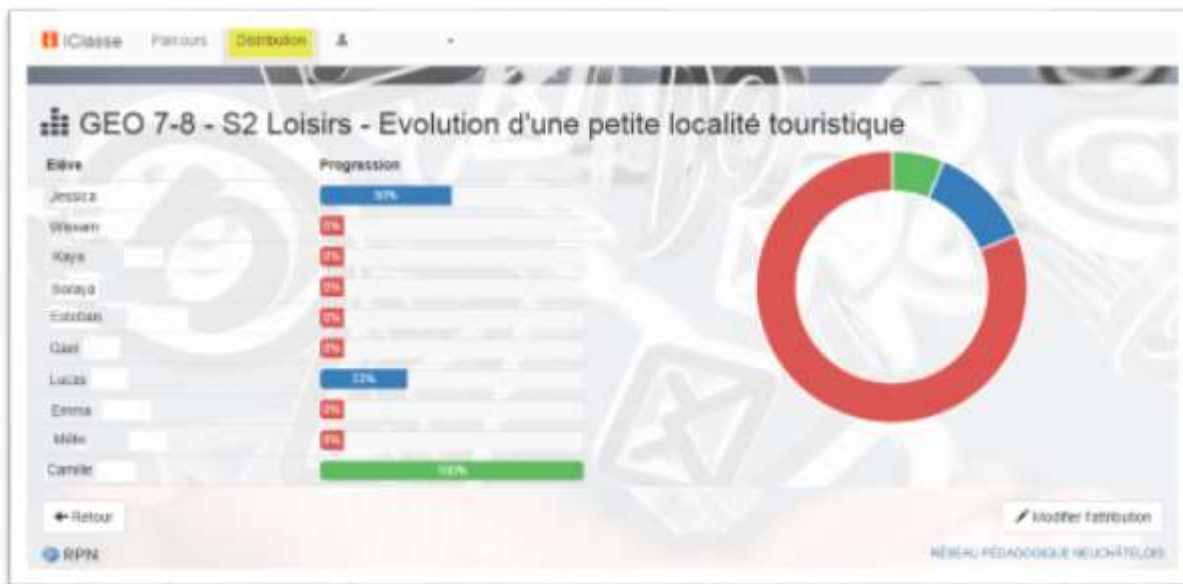 iClasse Parcours Distribution
GEO 7-8 - S2 Loisirs - Evolution d'une petite localité touristique
Elève Progression
Jessica 50%
0%
Kaya 0%
Soraya 0%
Esteban 0%
Gael 0%
Lucas 33%
Emma 0%
0%
Camille 100%
Retour Modifier l'attribution
RPN RÉSEAU PÉDAGOGIQUE NEUCHÂTELOIS